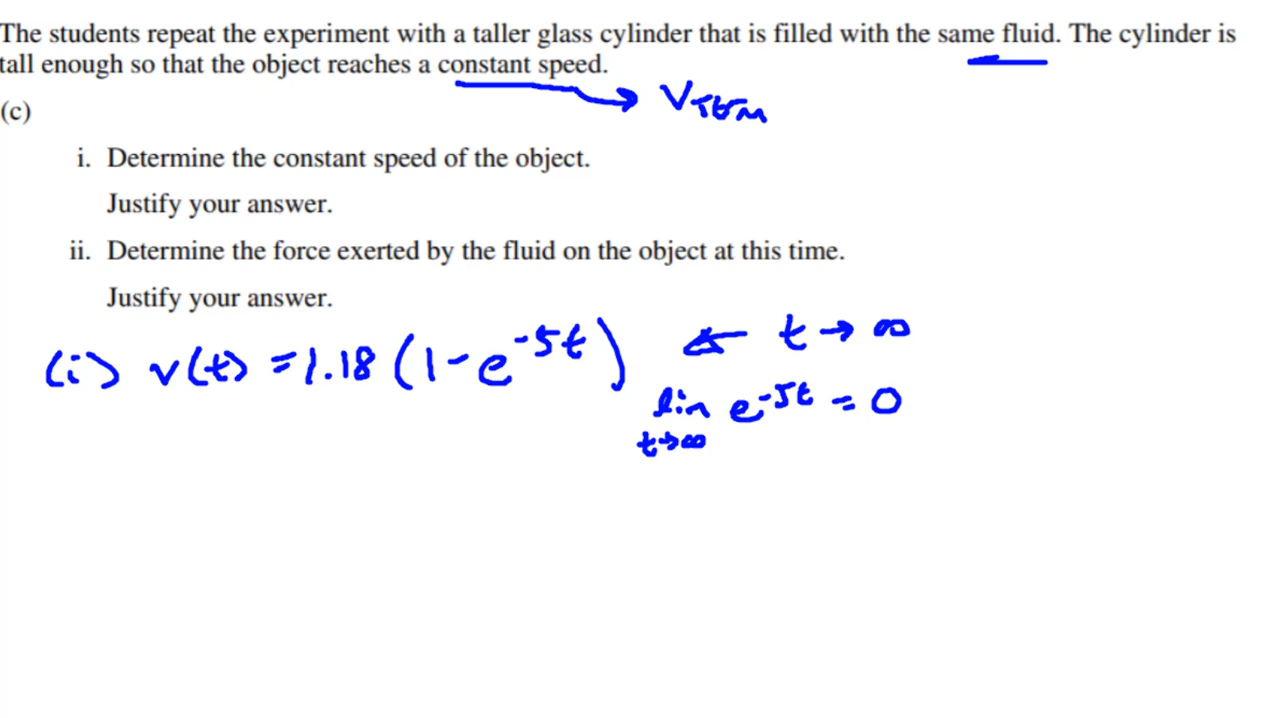 The students repeat the experiment with a taller glass cylinder that is filled with the same fluid. The cylinder is
tall enough so that the object reaches a constant speed.
→ V_TERM
(c)
i. Determine the constant speed of the object.
Justify your answer.
ii. Determine the force exerted by the fluid on the object at this time.
Justify your answer.
(i) v(t) = 1.18 (1 - e^{-5t}) ← t → ∞
lim_{t→∞} e^{-5t} = 0